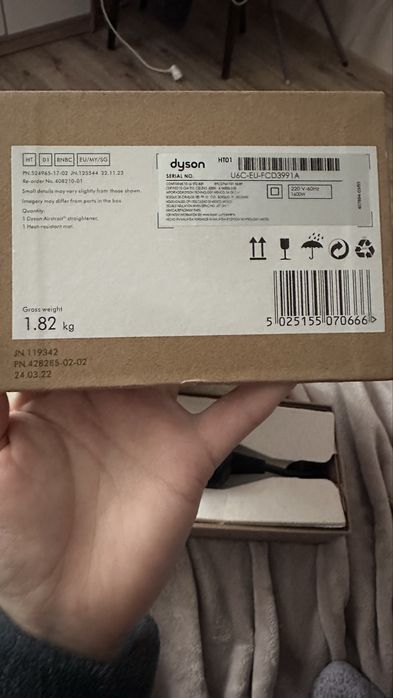 HT 01 BNBC EU/MY/SG
PN.524965-17-02 JN.125544 22.11.23
Re-order No. 408210-01
Small details may vary slightly from those shown.
Imagery may differ from parts in the box.
Quantity:
1 Dyson Airstrait™ straightener.
1 Heat-resistant mat.
dyson HT01
SERIAL NO. U6C-EU-FCD3991A
220 V~60Hz
1600W
Gross weight
1.82 kg
5 025155 070666 >
JN.119342
PN.428265-02-02
24.03.22